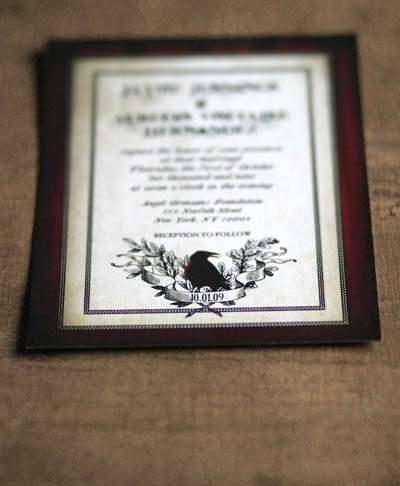 &
HERNANDEZ
request the honor of your presence
at their marriage
Thursday, the first of October
two thousand and nine
at seven o'clock in the evening
Angel Orensanz Foundation
172 Norfolk Street
New York, NY 10002
RECEPTION TO FOLLOW
10.01.09